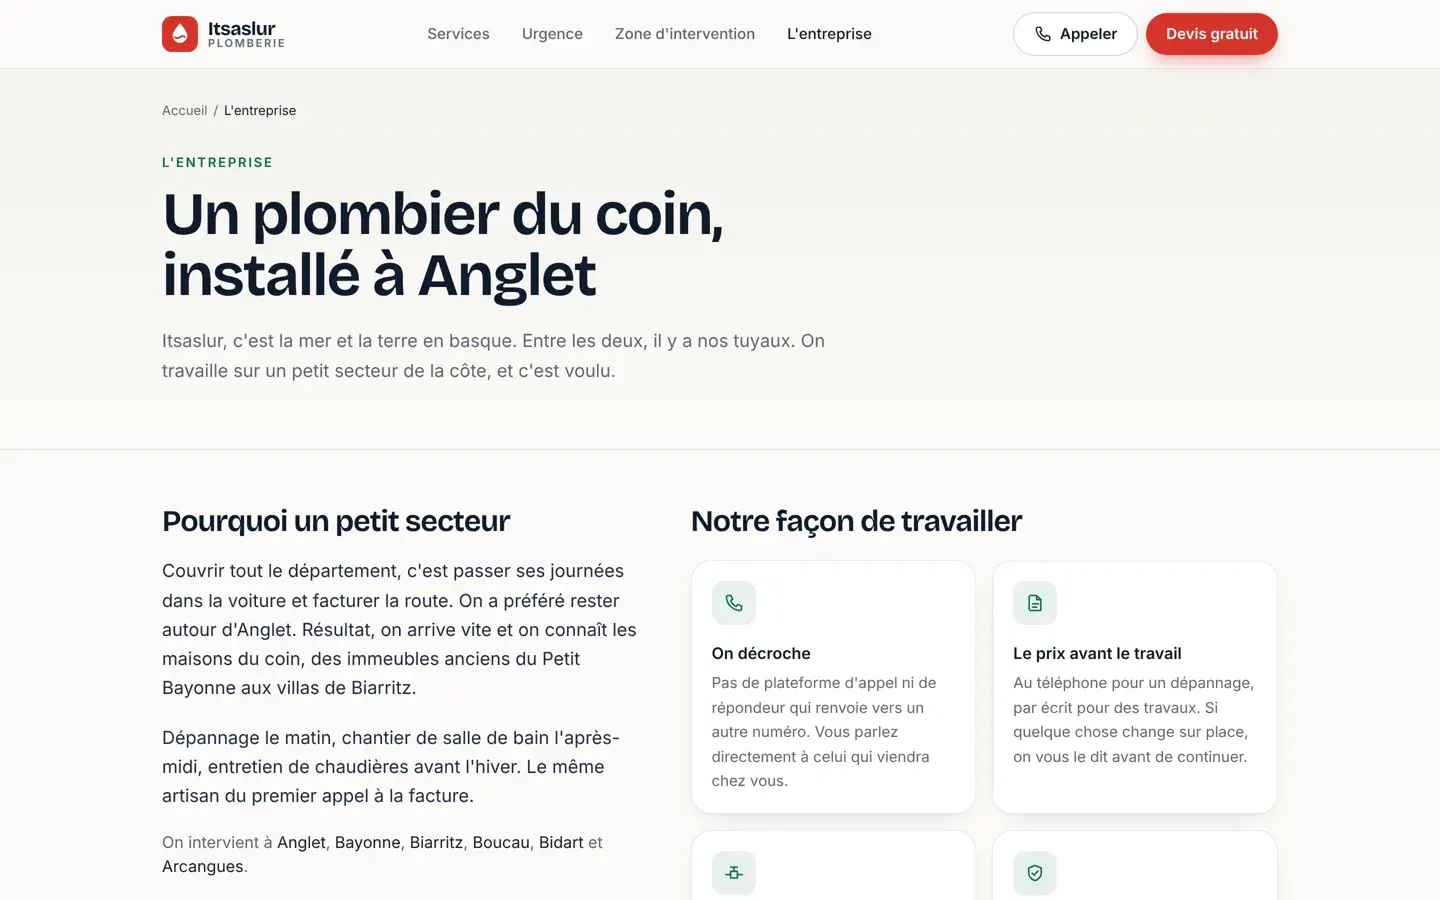 Itsaslur
PLOMBERIE
Services
Urgence
Zone d'intervention
L'entreprise
Appeler
Devis gratuit
Accueil / L'entreprise
L'ENTREPRISE
Un plombier du coin,
installé à Anglet
Itsaslur, c'est la mer et la terre en basque. Entre les deux, il y a nos tuyaux. On
travaille sur un petit secteur de la côte, et c'est voulu.
Pourquoi un petit secteur
Couvrir tout le département, c'est passer ses journées
dans la voiture et facturer la route. On a préféré rester
autour d'Anglet. Résultat, on arrive vite et on connaît les
maisons du coin, des immeubles anciens du Petit
Bayonne aux villas de Biarritz.
Dépannage le matin, chantier de salle de bain l'après-
midi, entretien de chaudières avant l'hiver. Le même
artisan du premier appel à la facture.
On intervient à Anglet, Bayonne, Biarritz, Boucau, Bidart et
Arcangues.
Notre façon de travailler
On décroche
Pas de plateforme d'appel ni de
répondeur qui renvoie vers un
autre numéro. Vous parlez
directement à celui qui viendra
chez vous.
Le prix avant le travail
Au téléphone pour un dépannage,
par écrit pour des travaux. Si
quelque chose change sur place,
on vous le dit avant de continuer.